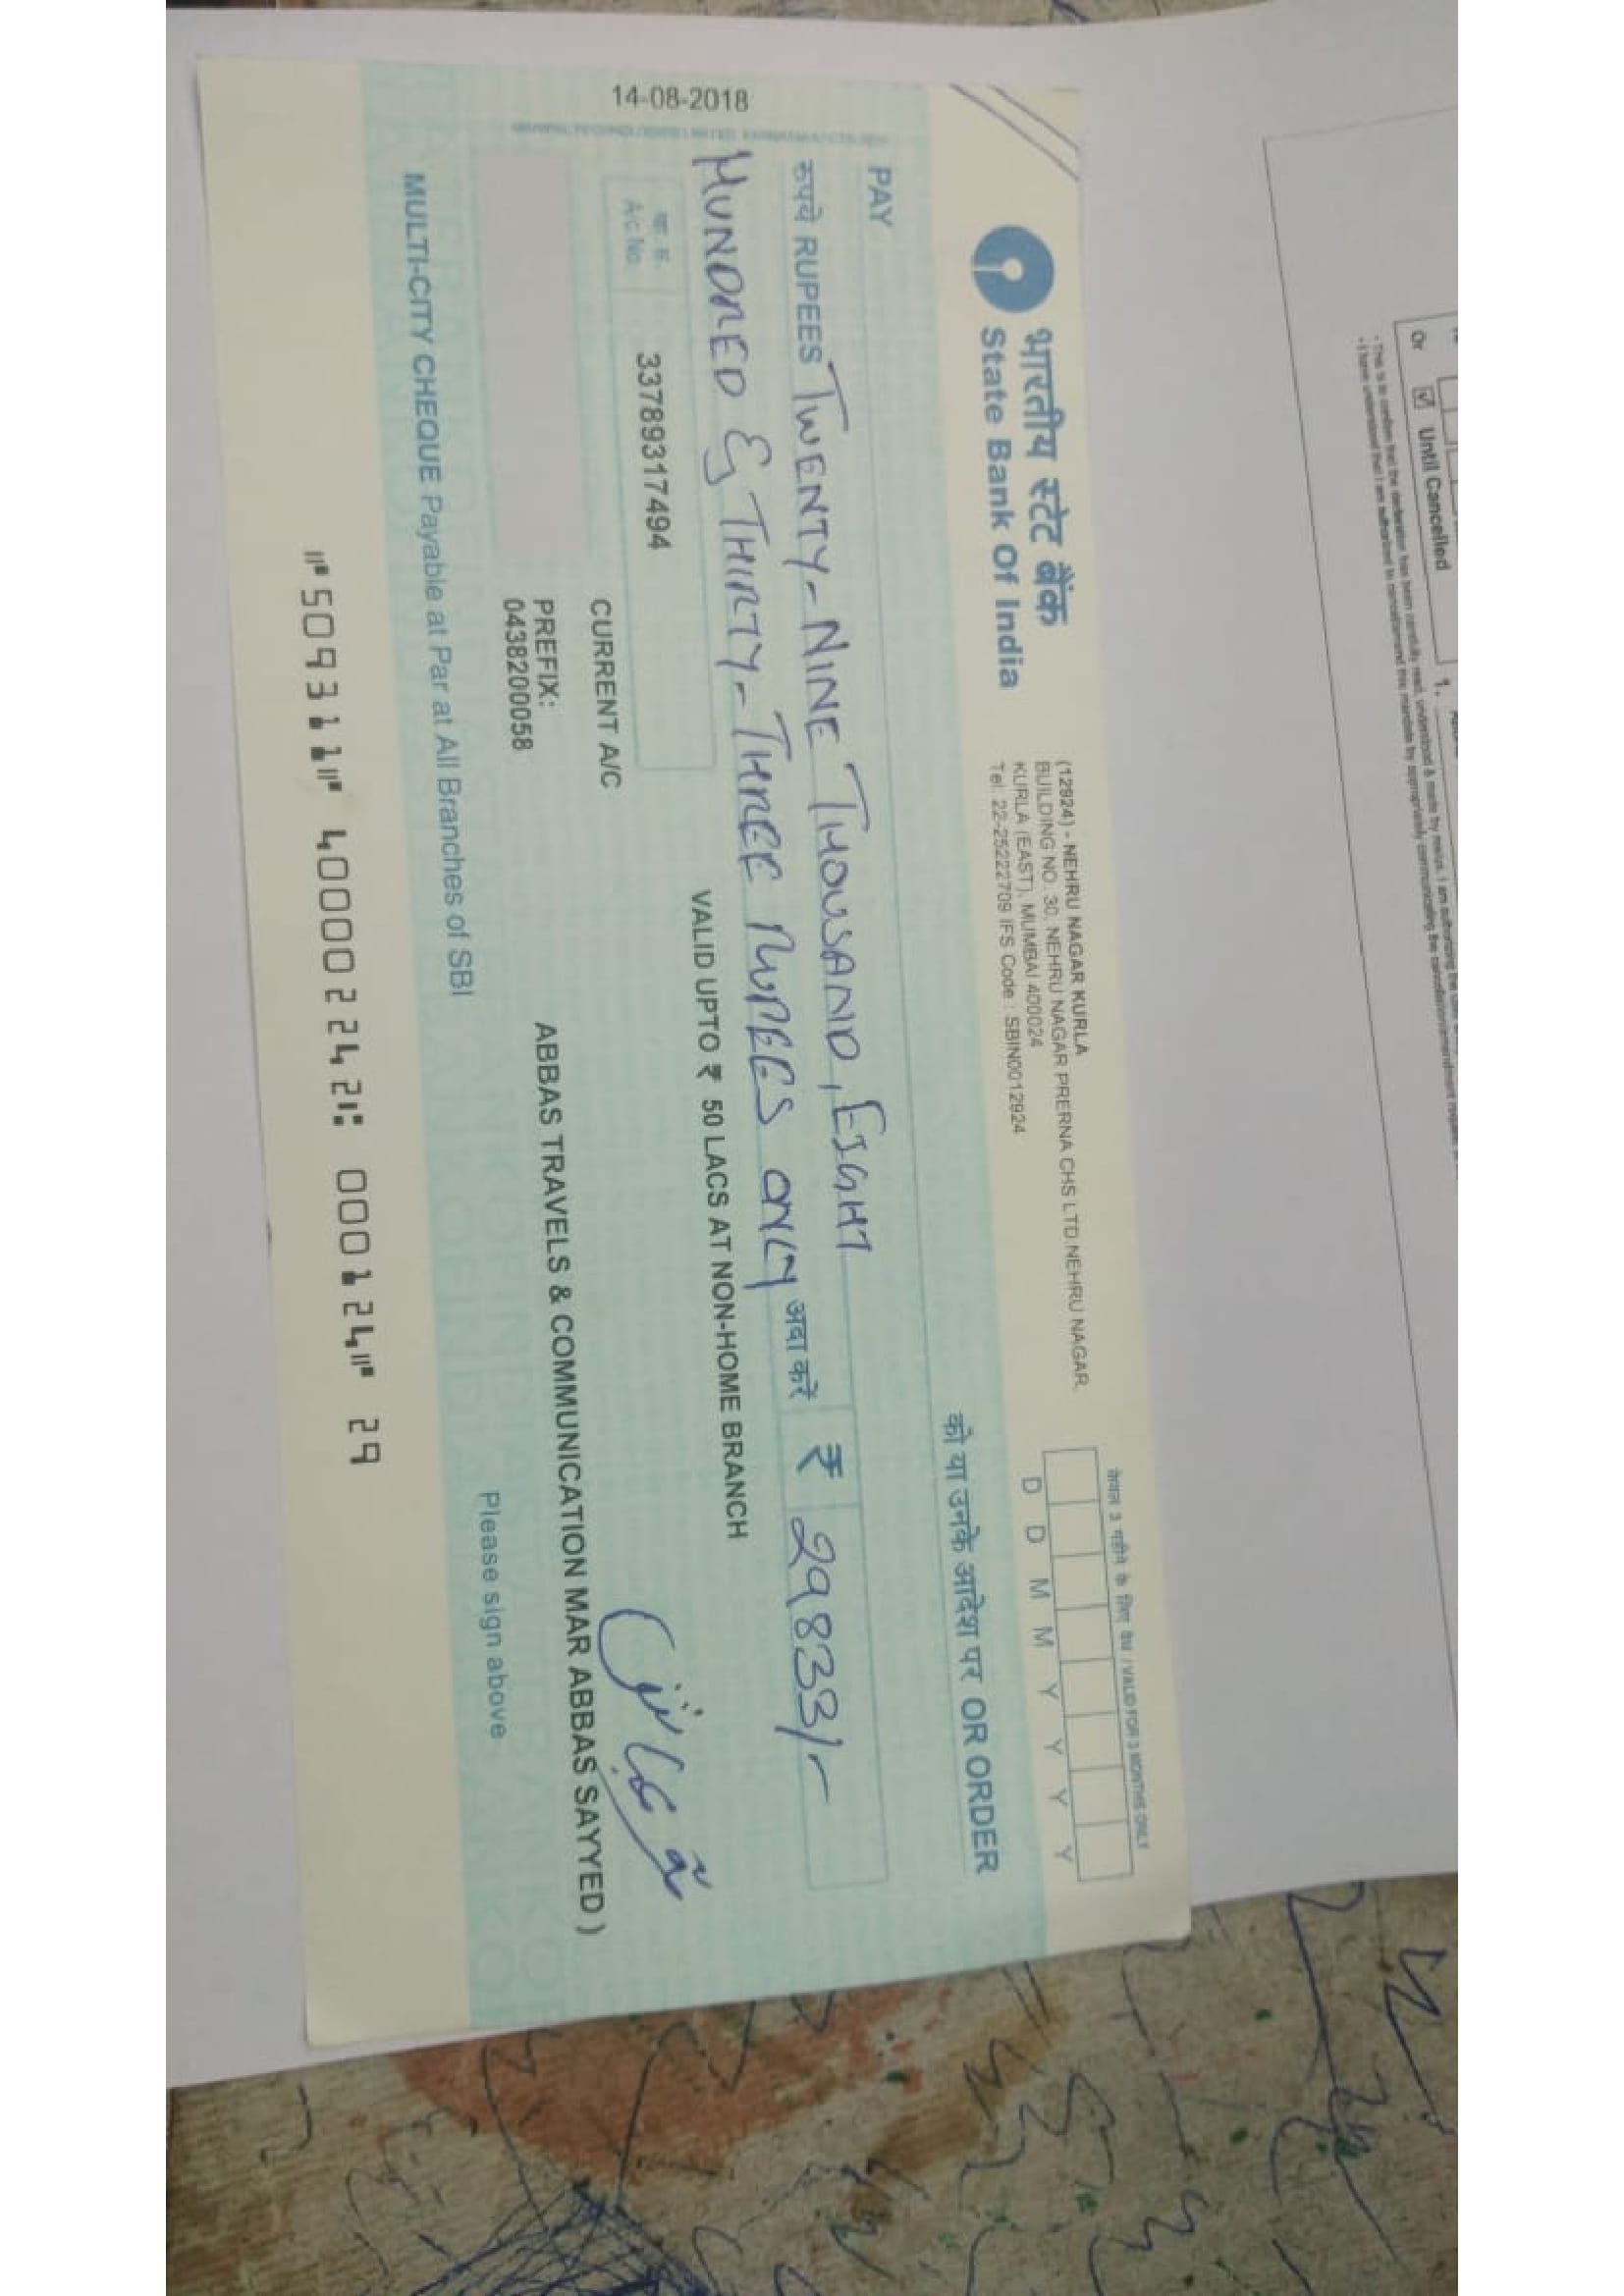 केवल 3 महीने के लिए वैध / VALID FOR 3 MONTHS ONLY
भारतीय स्टेट बैंक
State Bank Of India
(12924) - NEHRU NAGAR KURLA
BUILDING NO. 30, NEHRU NAGAR PRERNA CHS LTD NEHRU NAGAR,
KURLA (EAST), MUMBAI 400024
Tel: 22-25222709 IFS Code : SBIN0012924
D D M M Y Y Y Y
PAY
को या उनके आदेश पर OR ORDER
रुपये RUPEES TWENTY-NINE THOUSAND, EIGHT
HUNDRED & THIRTY-THREE RUPEES ONLY अदा करें ₹ 29833/-
खा. क्र.
A/c No.
33789317494
VALID UPTO ₹ 50 LACS AT NON-HOME BRANCH
CURRENT A/C
PREFIX:
0438200058
ABBAS TRAVELS & COMMUNICATION MAR ABBAS SAYYED )
Please sign above
MULTI-CITY CHEQUE Payable at Par at All Branches of SBI
⑈509311⑈ 400002242⑆ 000124⑈ 29
14-08-2018
Or ☑ Until Cancelled
1.